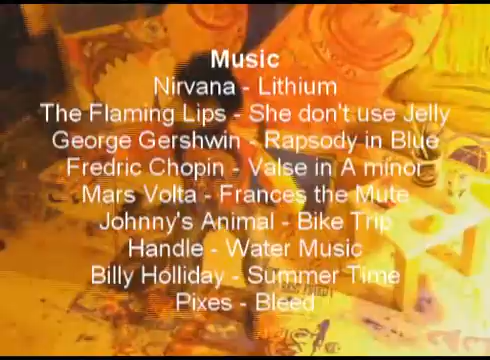 Music
Nirvana - Lithium
The Flaming Lips - She don't use Jelly
George Gershwin - Rapsody in Blue
Fredric Chopin - Valse in A minor
Mars Volta - Frances the Mute
Johnny's Animal - Bike Trip
Handle - Water Music
Billy Holliday - Summer Time
Pixes - Bleed